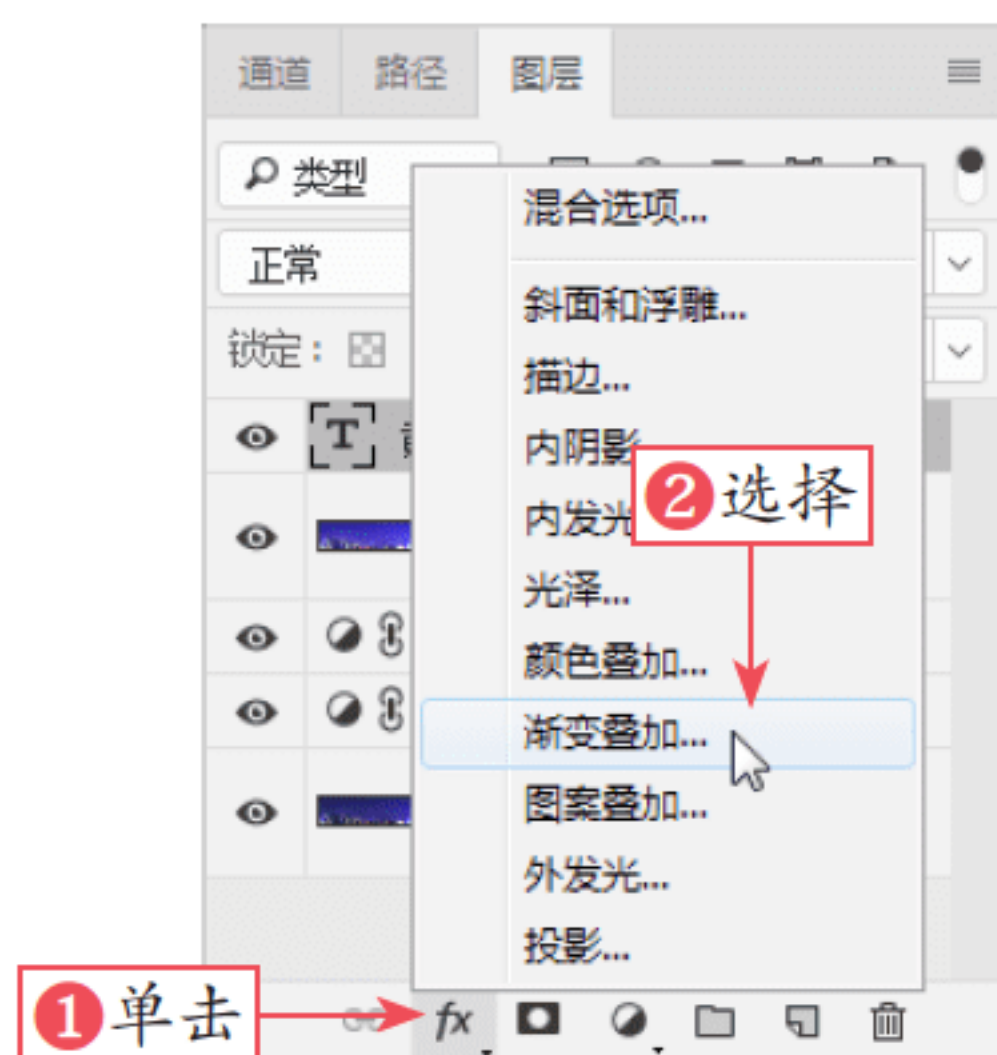 通道 路径 图层
类型
混合选项...
正常
斜面和浮雕...
锁定：
描边...
T
内阴影
❷选择
内发光
光泽...
颜色叠加...
渐变叠加...
图案叠加...
外发光...
投影...
❶单击 fx